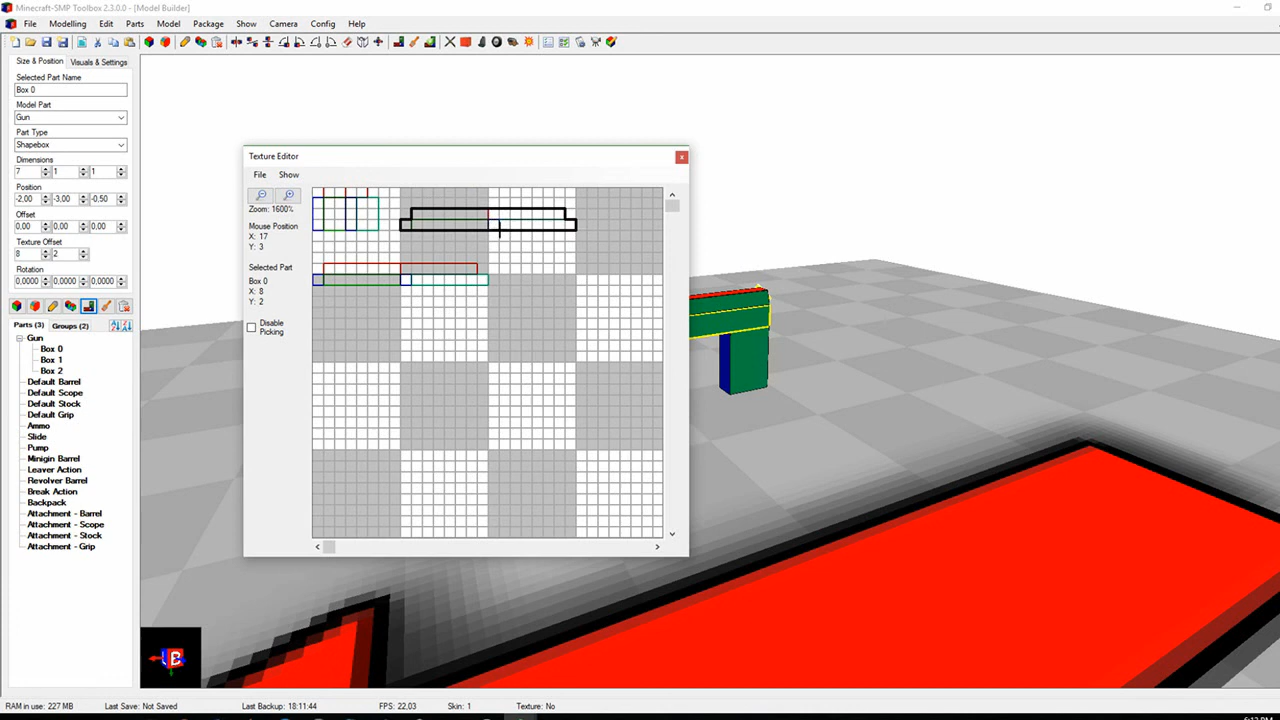 Minecraft-SMP Toolbox 2.3.0.0 - [Model Builder]
File Modelling Edit Parts Model Package Show Camera Config Help
Size & Position Visuals & Settings
Selected Part Name
Box 0
Model Part
Gun
Part Type
Shapebox
Dimensions
7 1 1
Position
-2,00 -3,00 -0,50
Offset
0,00 0,00 0,00
Texture Offset
8 2
Rotation
0,0000 0,0000 0,0000
Parts (3) Groups (2)
Gun
Box 0
Box 1
Box 2
Default Barrel
Default Scope
Default Stock
Default Grip
Ammo
Slide
Pump
Minigin Barrel
Leaver Action
Revolver Barrel
Break Action
Backpack
Attachment - Barrel
Attachment - Scope
Attachment - Stock
Attachment - Grip
Texture Editor
File Show
Zoom: 1600%
Mouse Position
X: 17
Y: 3
Selected Part
Box 0
X: 8
Y: 2
Disable
Picking
B
RAM in use: 227 MB Last Save: Not Saved Last Backup: 18:11:44 FPS: 22,03 Skin: 1 Texture: No